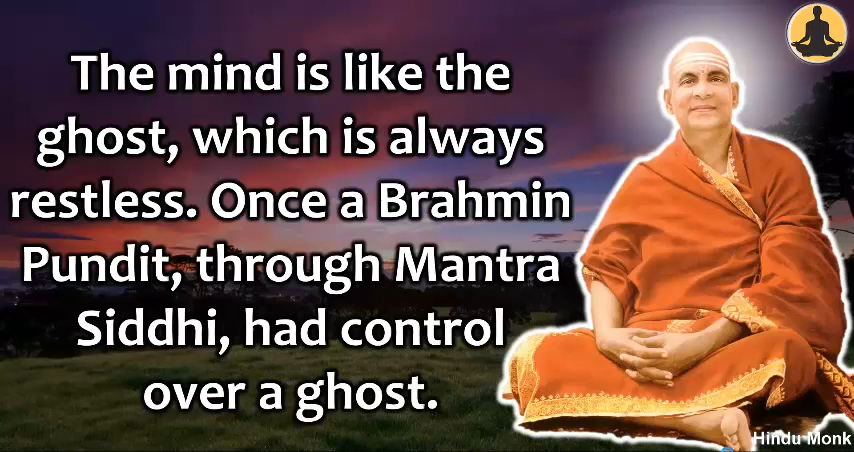 The mind is like the
ghost, which is always
restless. Once a Brahmin
Pundit, through Mantra
Siddhi, had control
over a ghost.
Hindu Monk